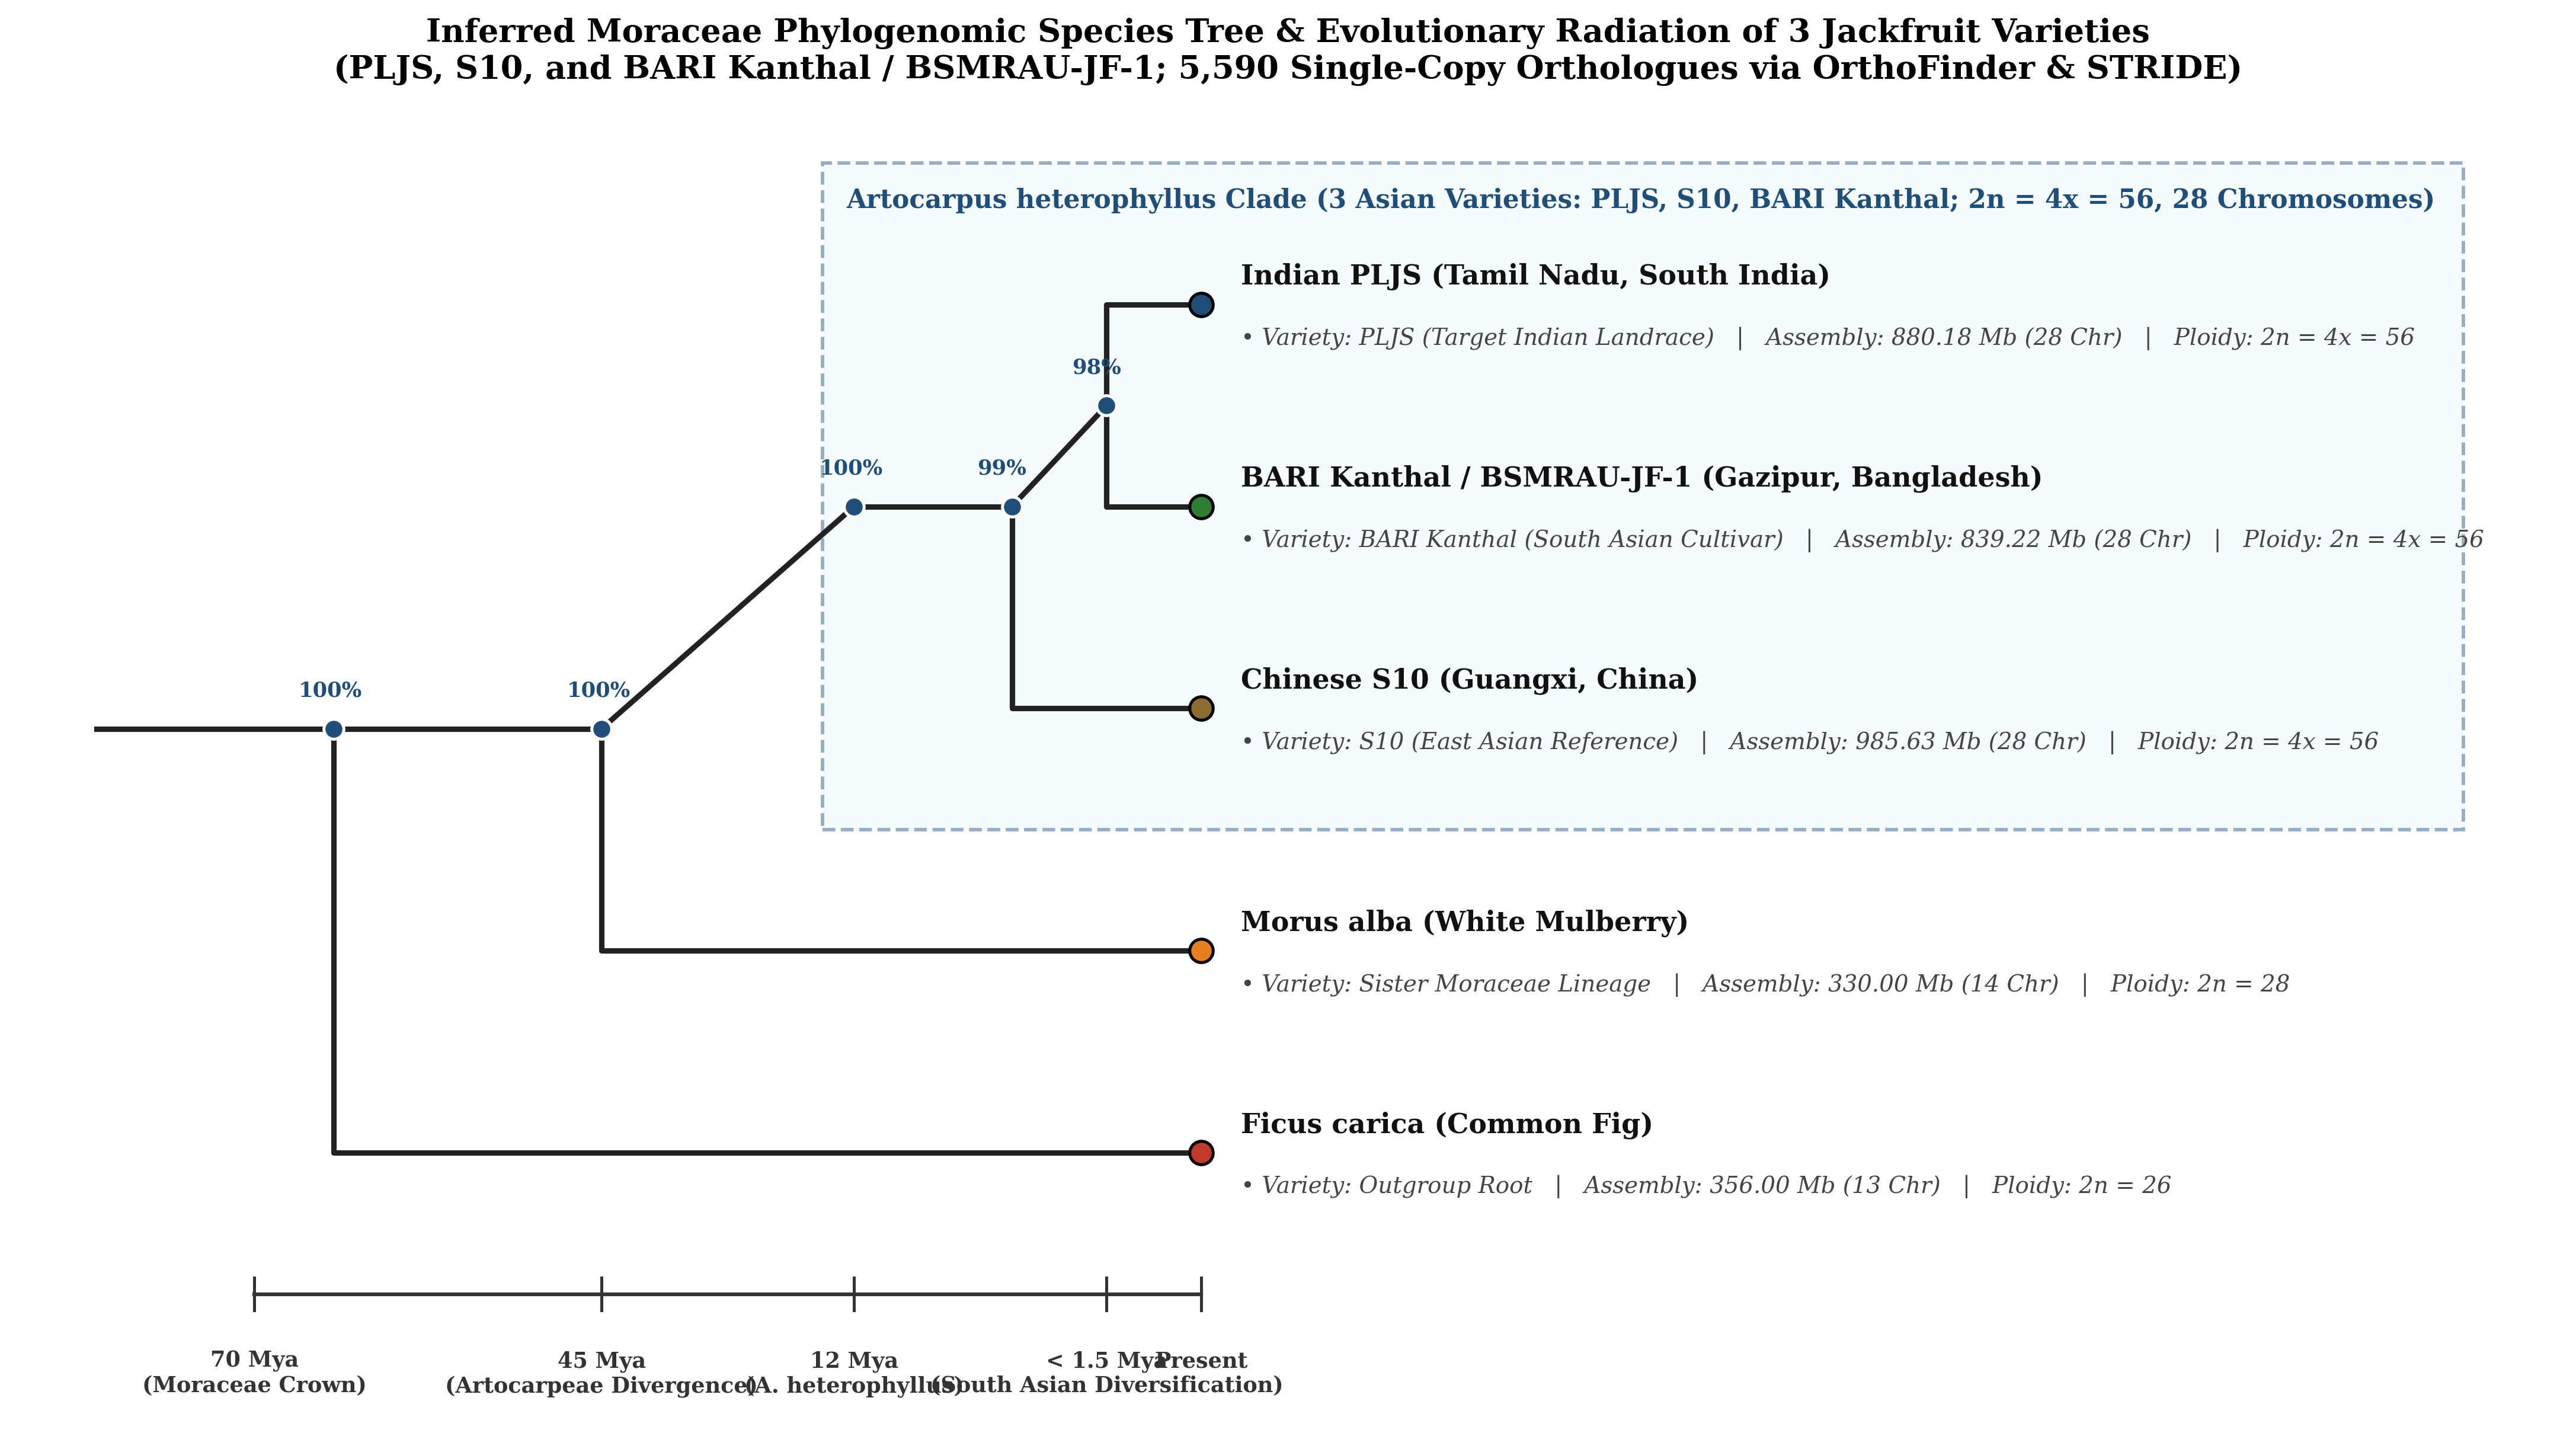 Inferred Moraceae Phylogenomic Species Tree & Evolutionary Radiation of 3 Jackfruit Varieties
(PLJS, S10, and BARI Kanthal / BSMRAU-JF-1; 5,590 Single-Copy Orthologues via OrthoFinder & STRIDE)
Artocarpus heterophyllus Clade (3 Asian Varieties: PLJS, S10, BARI Kanthal; 2n = 4x = 56, 28 Chromosomes)
Indian PLJS (Tamil Nadu, South India)
• Variety: PLJS (Target Indian Landrace) | Assembly: 880.18 Mb (28 Chr) | Ploidy: 2n = 4x = 56
98%
100%
99%
BARI Kanthal / BSMRAU-JF-1 (Gazipur, Bangladesh)
• Variety: BARI Kanthal (South Asian Cultivar) | Assembly: 839.22 Mb (28 Chr) | Ploidy: 2n = 4x = 56
Chinese S10 (Guangxi, China)
100%
100%
• Variety: S10 (East Asian Reference) | Assembly: 985.63 Mb (28 Chr) | Ploidy: 2n = 4x = 56
Morus alba (White Mulberry)
• Variety: Sister Moraceae Lineage | Assembly: 330.00 Mb (14 Chr) | Ploidy: 2n = 28
Ficus carica (Common Fig)
• Variety: Outgroup Root | Assembly: 356.00 Mb (13 Chr) | Ploidy: 2n = 26
70 Mya
(Moraceae Crown)
45 Mya
(Artocarpeae Divergence)
12 Mya
(A. heterophyllus)
< 1.5 Mya
(South Asian Diversification)
Present